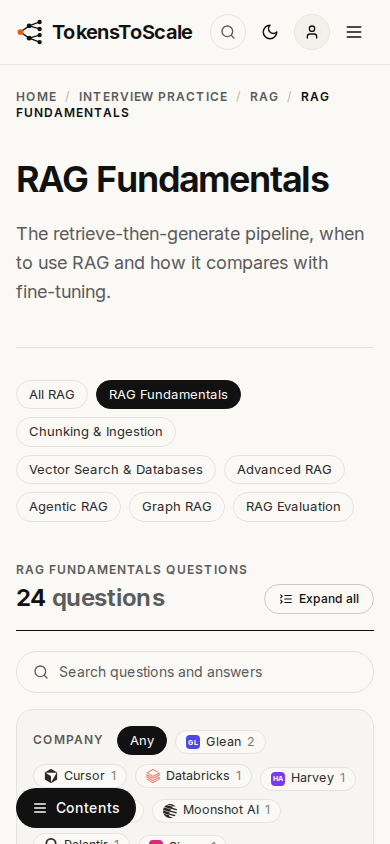 TokensToScale
HOME / INTERVIEW PRACTICE / RAG / RAG
FUNDAMENTALS
RAG Fundamentals
The retrieve-then-generate pipeline, when
to use RAG and how it compares with
fine-tuning.
All RAG RAG Fundamentals
Chunking & Ingestion
Vector Search & Databases Advanced RAG
Agentic RAG Graph RAG RAG Evaluation
RAG FUNDAMENTALS QUESTIONS
24 questions Expand all
Search questions and answers
COMPANY Any GL Glean 2
Cursor 1 Databricks 1 HA Harvey 1
Contents Moonshot AI 1